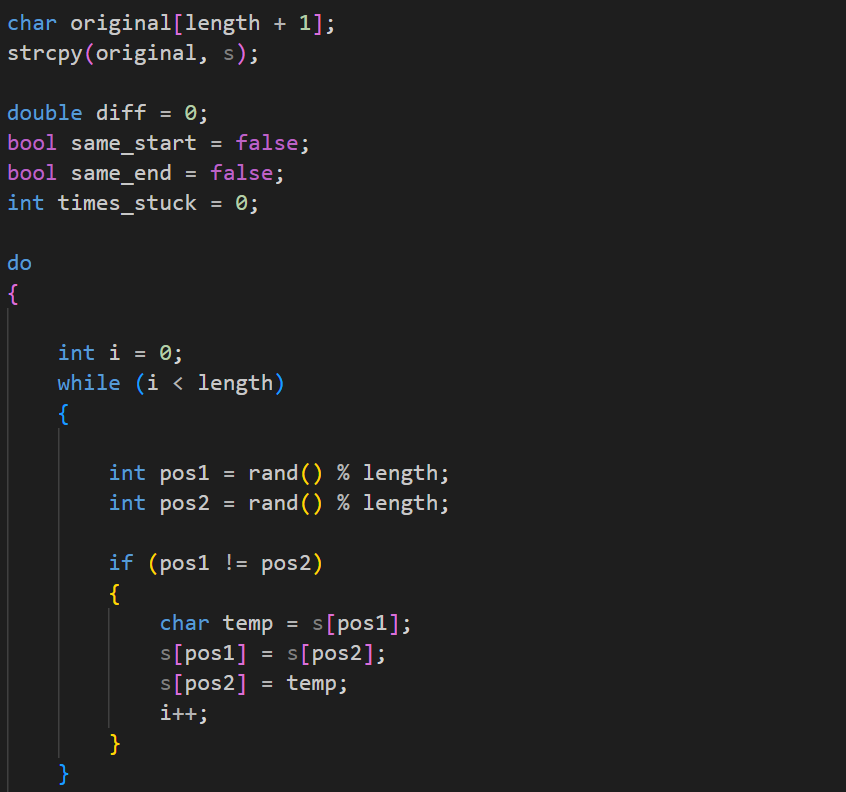 char original[length + 1];
strcpy(original, s);
double diff = 0;
bool same_start = false;
bool same_end = false;
int times_stuck = 0;
do
{
int i = 0;
while (i < length)
{
int pos1 = rand() % length;
int pos2 = rand() % length;
if (pos1 != pos2)
{
char temp = s[pos1];
s[pos1] = s[pos2];
s[pos2] = temp;
i++;
}
}